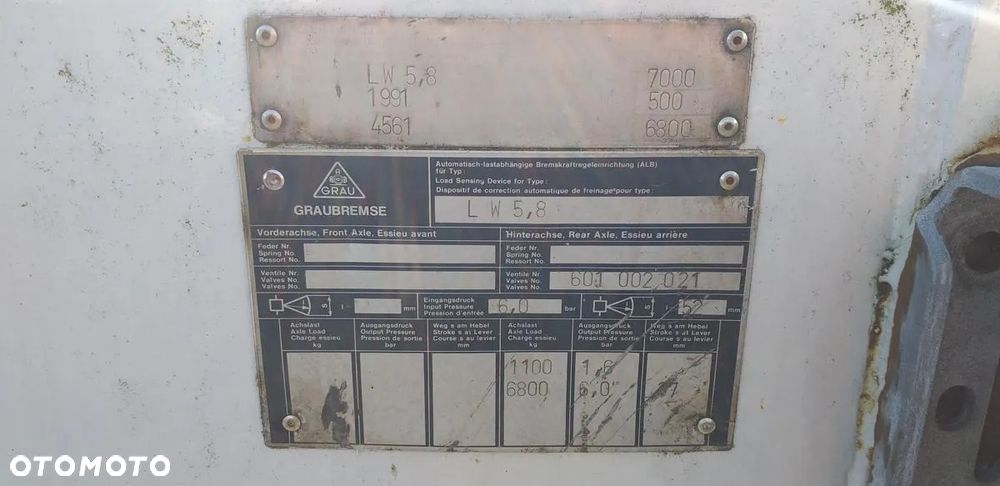 LW 5,8 7000
1991 500
4561 6800
GRAU
GRAUBREMSE
Automatisch-lastabhängige Bremskraftregeleinrichtung (ALB)
für Typ:
Load Sensing Device for Type:
Dispositif de correction automatique de freinage pour type:
LW 5,8
Vorderachse, Front Axle, Essieu avant
Hinterachse, Rear Axle, Essieu arrière
Feder Nr.
Spring No.
Ressort No.
Feder Nr.
Spring No.
Ressort No.
Ventile Nr.
Valves No.
Valves No.
Ventile Nr.
Valves No.
Valves No.
601 002 021
S l= mm
Eingangsdruck
Input Pressure
Pression d'entrée
6,0 bar
S 52 mm
Achslast
Axle Load
Charge essieu
kg
Ausgangsdruck
Output Pressure
Pression de sortie
bar
Weg s am Hebel
Stroke s at Lever
Course s au levier
mm
Achslast
Axle Load
Charge essieu
kg
Ausgangsdruck
Output Pressure
Pression de sortie
bar
Weg s am Hebel
Stroke s at Lever
Course s au levier
mm
1100 1,6
6800 6,0
OTOMOTO